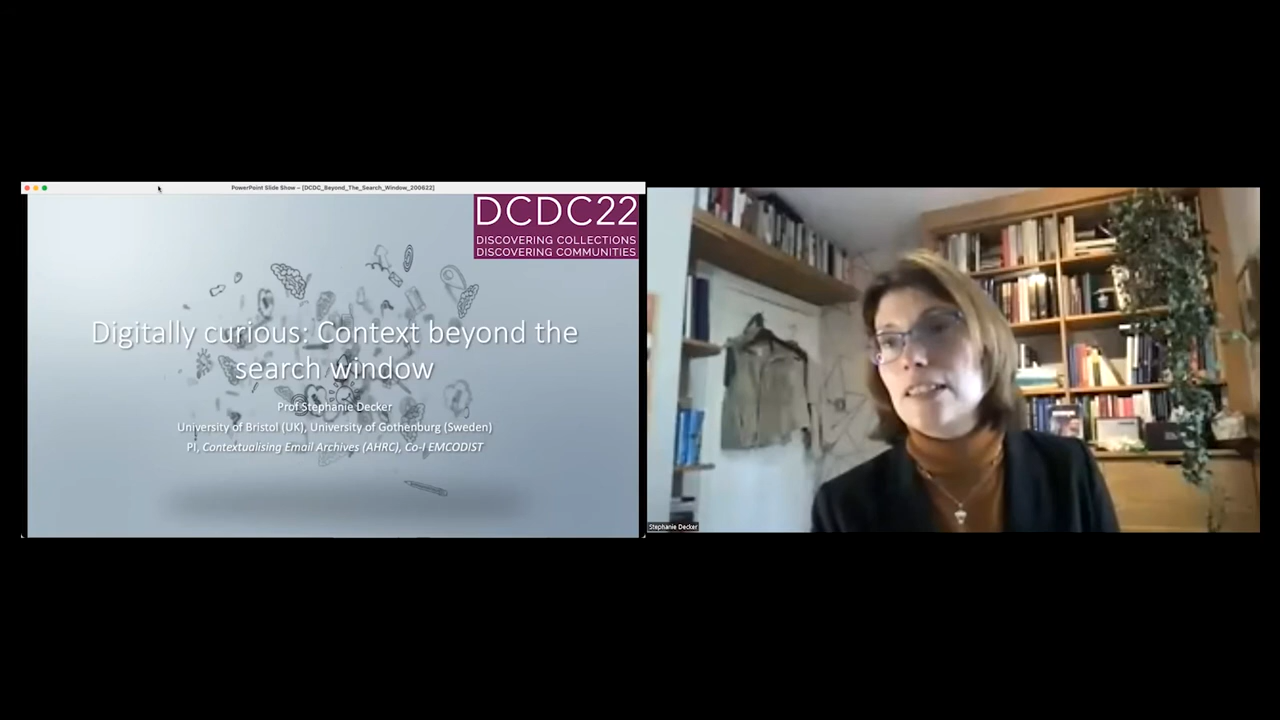 PowerPoint Slide Show – [DCDC_Beyond_The_Search_Window_200622]
DCDC22
DISCOVERING COLLECTIONS
DISCOVERING COMMUNITIES
Digitally curious: Context beyond the
search window
Prof Stephanie Decker
University of Bristol (UK), University of Gothenburg (Sweden)
PI, Contextualising Email Archives (AHRC), Co-I EMCODIST
Stephanie Decker